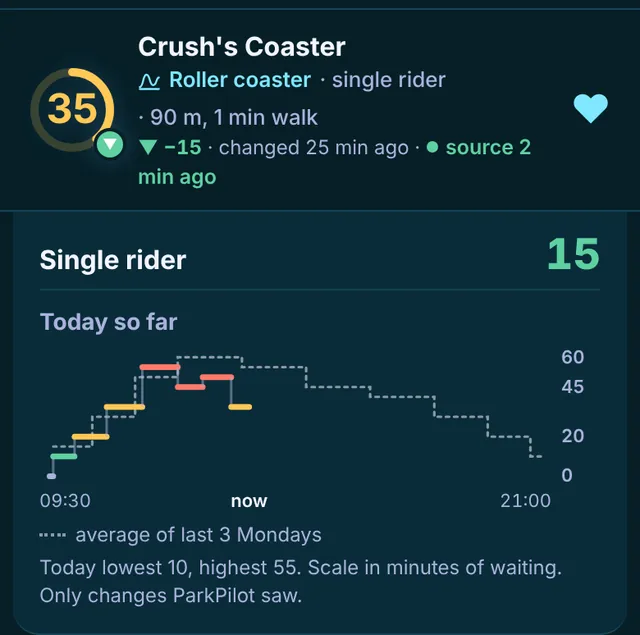 Crush's Coaster
35
Roller coaster · single rider
· 90 m, 1 min walk
▼ −15 · changed 25 min ago · ● source 2
min ago
Single rider 15
Today so far
60
45
20
0
09:30 now 21:00
average of last 3 Mondays
Today lowest 10, highest 55. Scale in minutes of waiting.
Only changes ParkPilot saw.